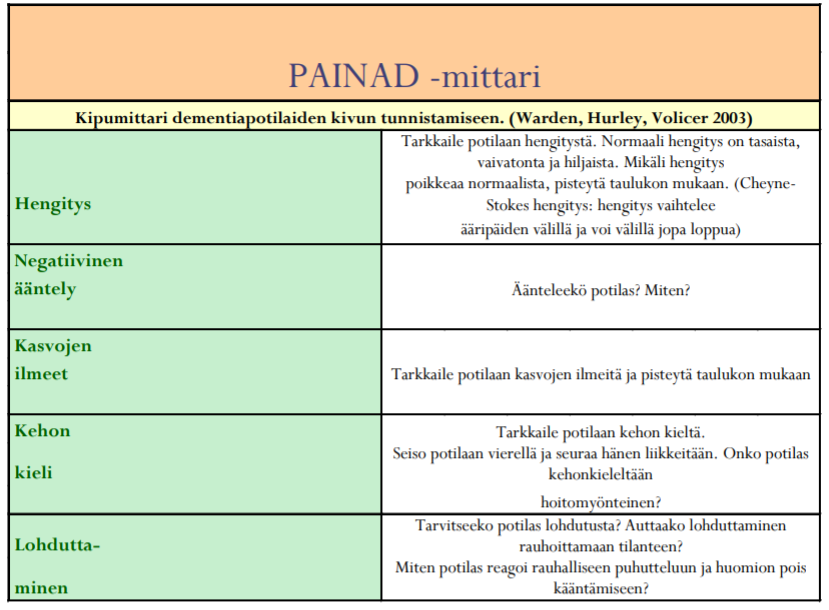 PAINAD -mittari
Kipumittari dementiapotilaiden kivun tunnistamiseen. (Warden, Hurley, Volicer 2003)
Hengitys
Tarkkaile potilaan hengitystä. Normaali hengitys on tasaista,
vaivatonta ja hiljaista. Mikäli hengitys
poikkeaa normaalista, pisteytä taulukon mukaan. (Cheyne-
Stokes hengitys: hengitys vaihtelee
ääripäiden välillä ja voi välillä jopa loppua)
Negatiivinen
ääntely
Äänteleekö potilas? Miten?
Kasvojen
ilmeet
Tarkkaile potilaan kasvojen ilmeitä ja pisteytä taulukon mukaan
Kehon
kieli
Tarkkaile potilaan kehon kieltä.
Seiso potilaan vierellä ja seuraa hänen liikkeitään. Onko potilas
kehonkieleltään
hoitomyönteinen?
Lohdutta-
minen
Tarvitseeko potilas lohdutusta? Auttaako lohduttaminen
rauhoittamaan tilanteen?
Miten potilas reagoi rauhalliseen puhutteluun ja huomion pois
kääntämiseen?